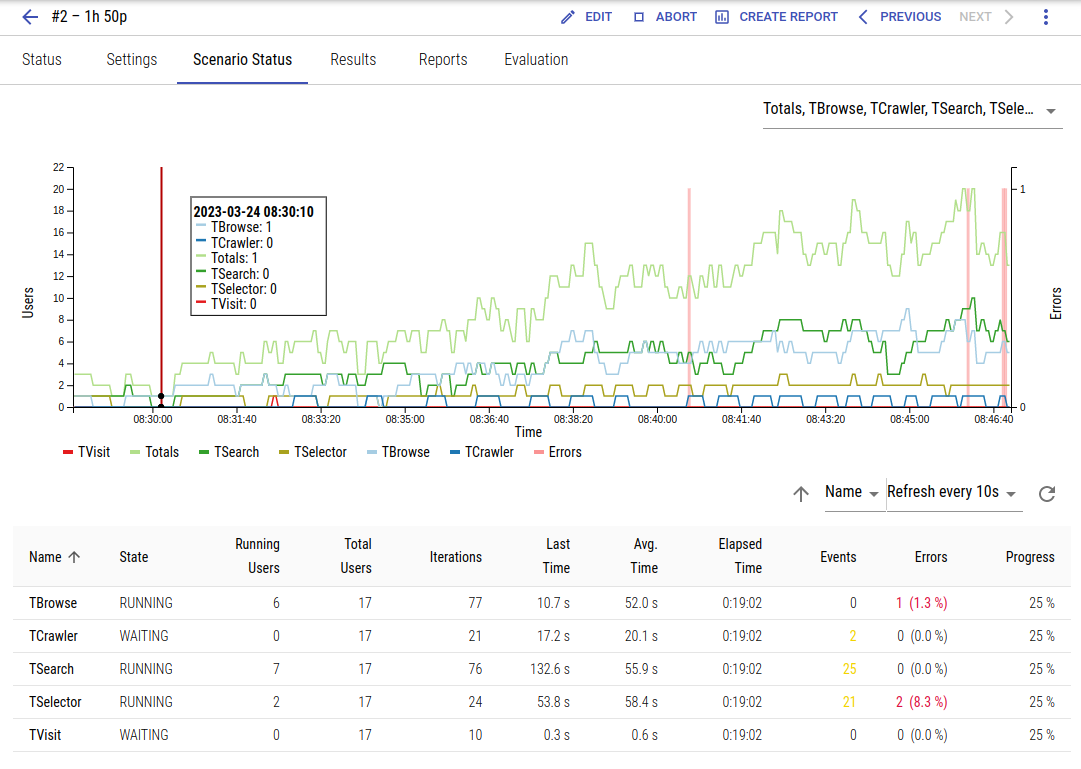 #2 – 1h 50p EDIT ABORT CREATE REPORT PREVIOUS NEXT
Status Settings Scenario Status Results Reports Evaluation
Totals, TBrowse, TCrawler, TSearch, TSele...
22
20
18
16
14
12
10
8
6
4
2
0
Users
2023-03-24 08:30:10
TBrowse: 1
TCrawler: 0
Totals: 1
TSearch: 0
TSelector: 0
TVisit: 0
1
0
Errors
08:30:00 08:31:40 08:33:20 08:35:00 08:36:40 08:38:20 08:40:00 08:41:40 08:43:20 08:45:00 08:46:40
Time
TVisit Totals TSearch TSelector TBrowse TCrawler Errors
Name Refresh every 10s
Name State Running Users Total Users Iterations Last Time Avg. Time Elapsed Time Events Errors Progress
TBrowse RUNNING 6 17 77 10.7 s 52.0 s 0:19:02 0 1 (1.3 %) 25 %
TCrawler WAITING 0 17 21 17.2 s 20.1 s 0:19:02 2 0 (0.0 %) 25 %
TSearch RUNNING 7 17 76 132.6 s 55.9 s 0:19:02 25 0 (0.0 %) 25 %
TSelector RUNNING 2 17 24 53.8 s 58.4 s 0:19:02 21 2 (8.3 %) 25 %
TVisit WAITING 0 17 10 0.3 s 0.6 s 0:19:02 0 0 (0.0 %) 25 %